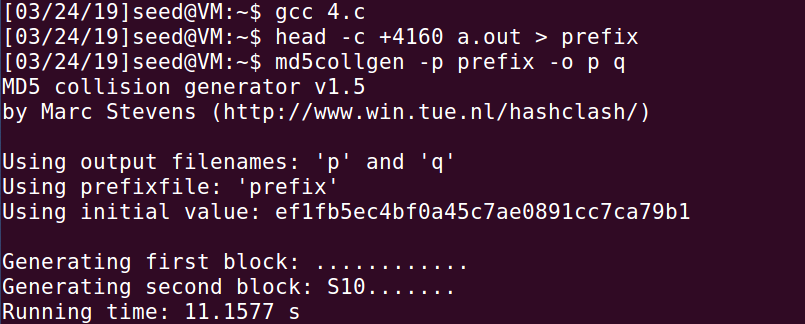 [03/24/19]seed@VM:~$ gcc 4.c
[03/24/19]seed@VM:~$ head -c +4160 a.out > prefix
[03/24/19]seed@VM:~$ md5collgen -p prefix -o p q
MD5 collision generator v1.5
by Marc Stevens (http://www.win.tue.nl/hashclash/)

Using output filenames: 'p' and 'q'
Using prefixfile: 'prefix'
Using initial value: ef1fb5ec4bf0a45c7ae0891cc7ca79b1

Generating first block: ............
Generating second block: S10.......
Running time: 11.1577 s